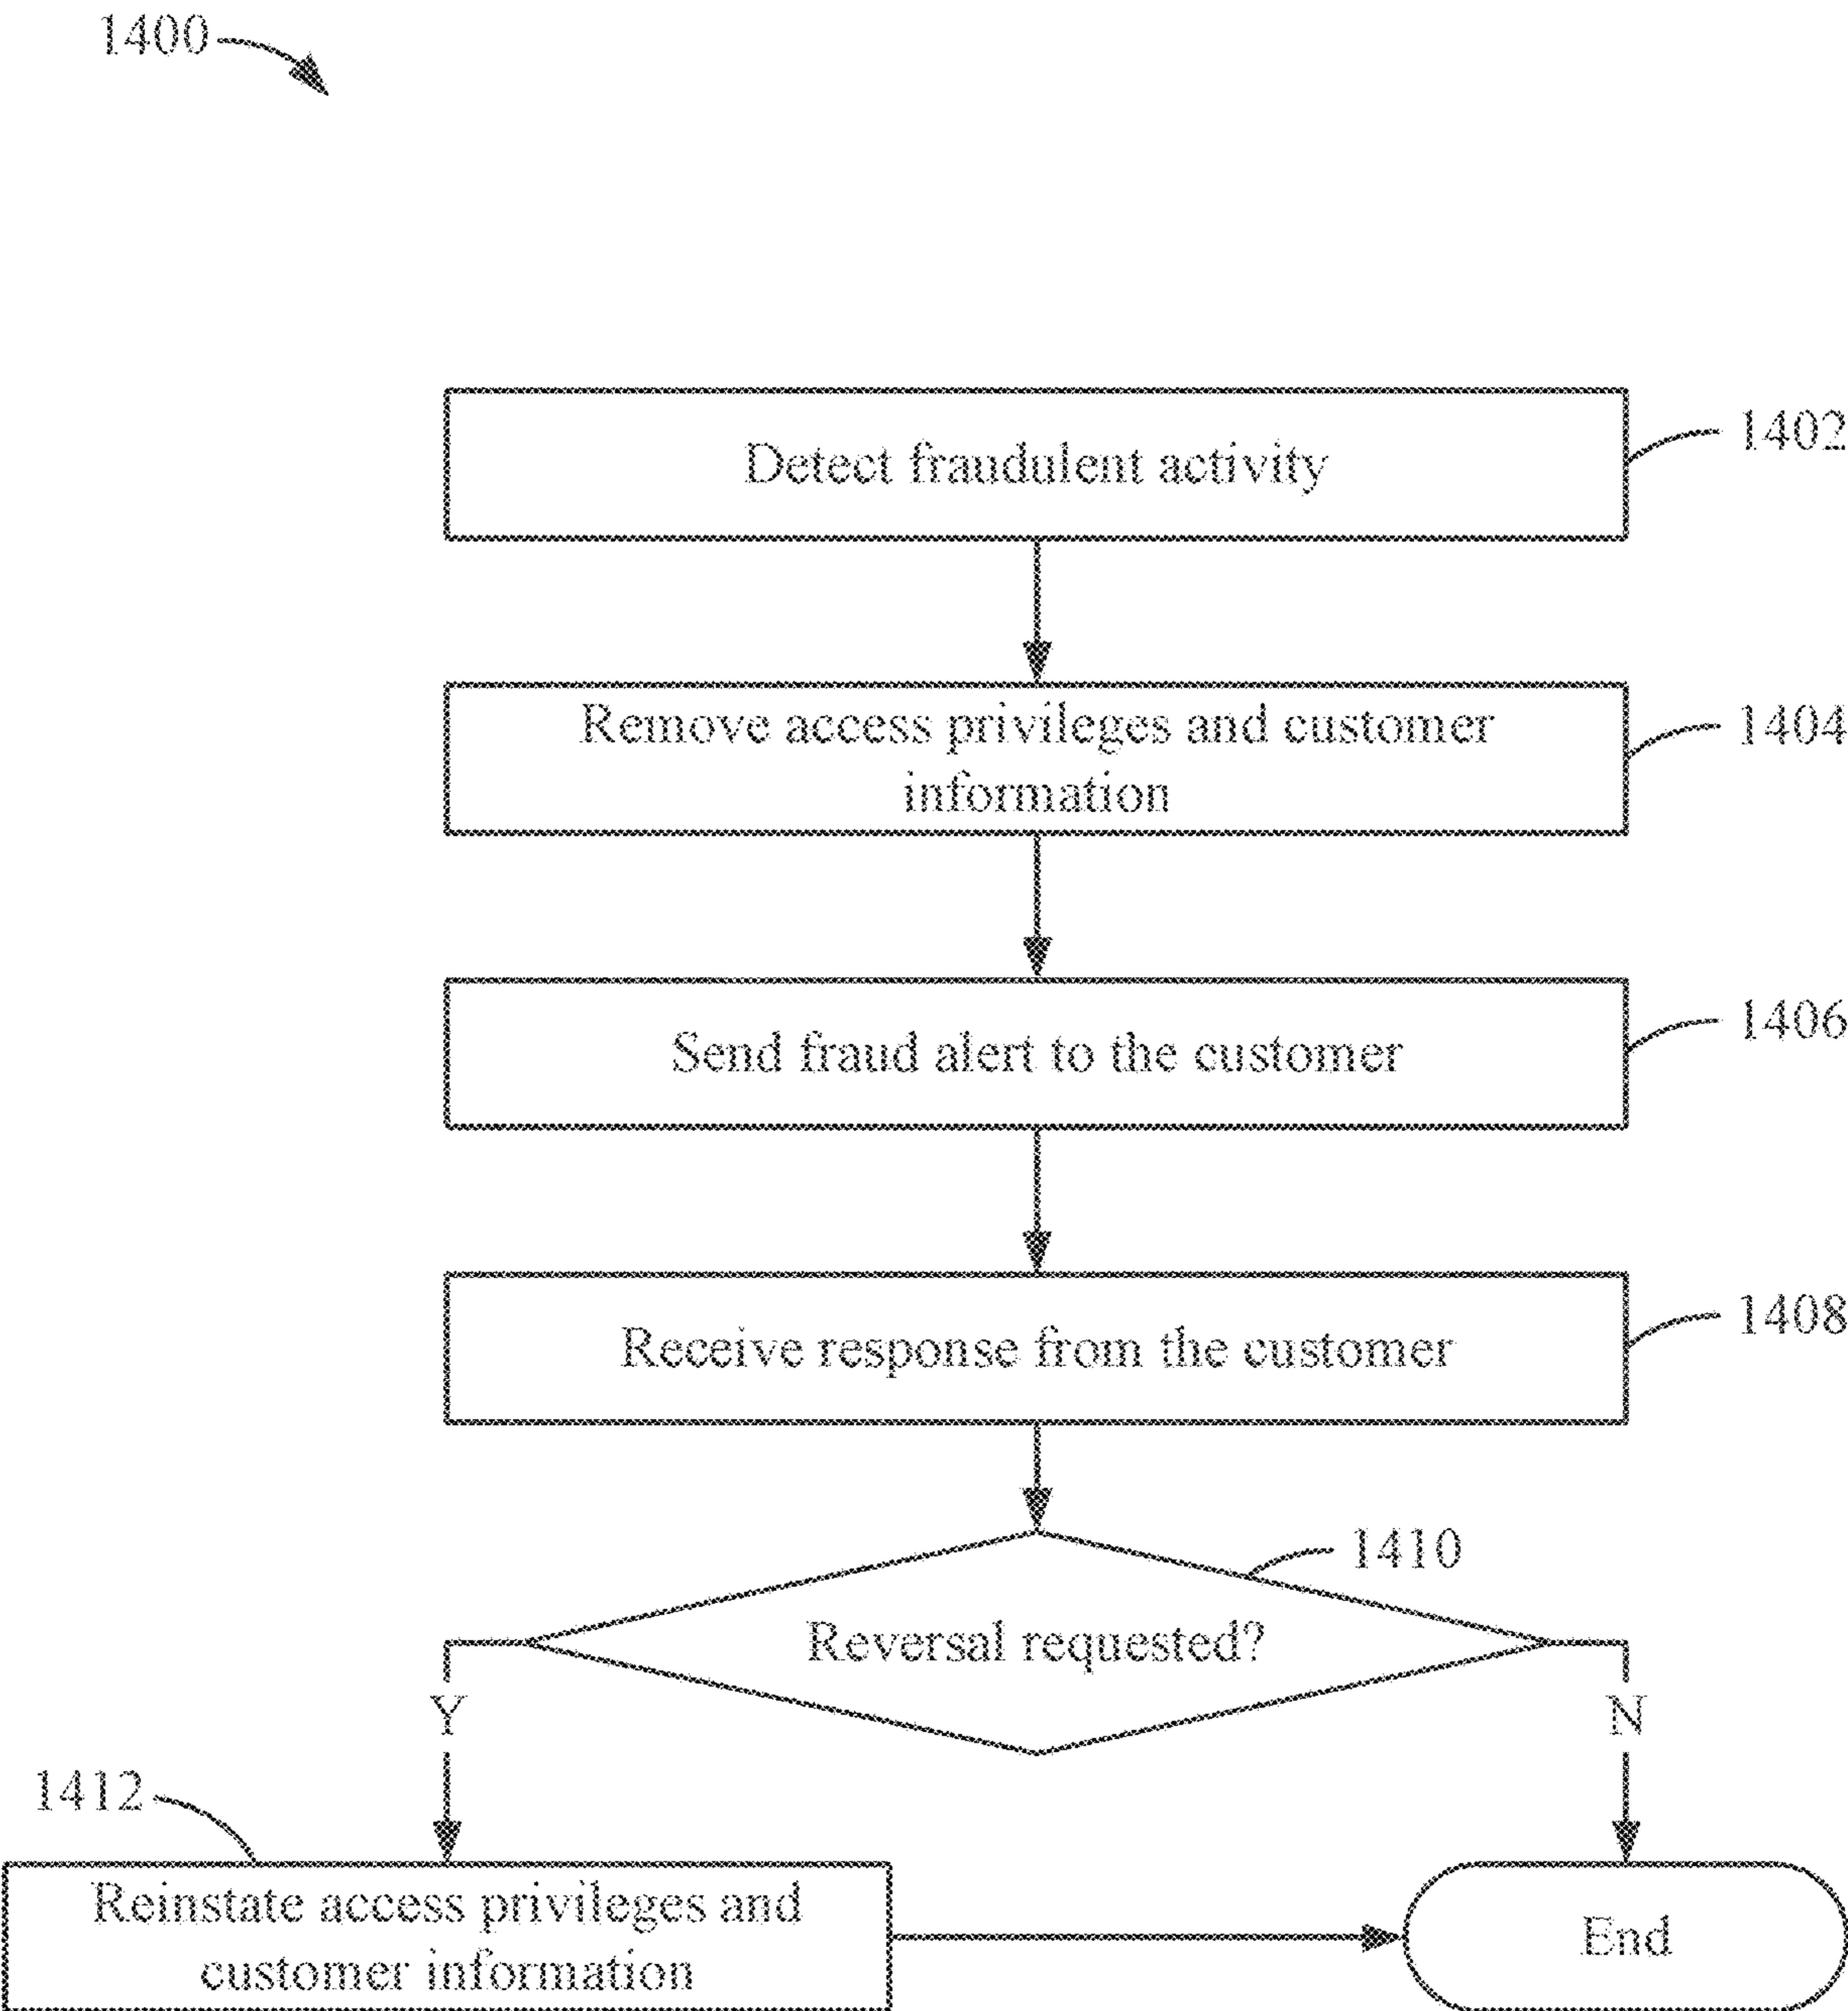 1400
Detect fraudulent activity
1402
Remove access privileges and customer
information
1404
Send fraud alert to the customer
1406
Receive response from the customer
1408
1410
Reversal requested?
Y
N
1412
Reinstate access privileges and
customer information
End